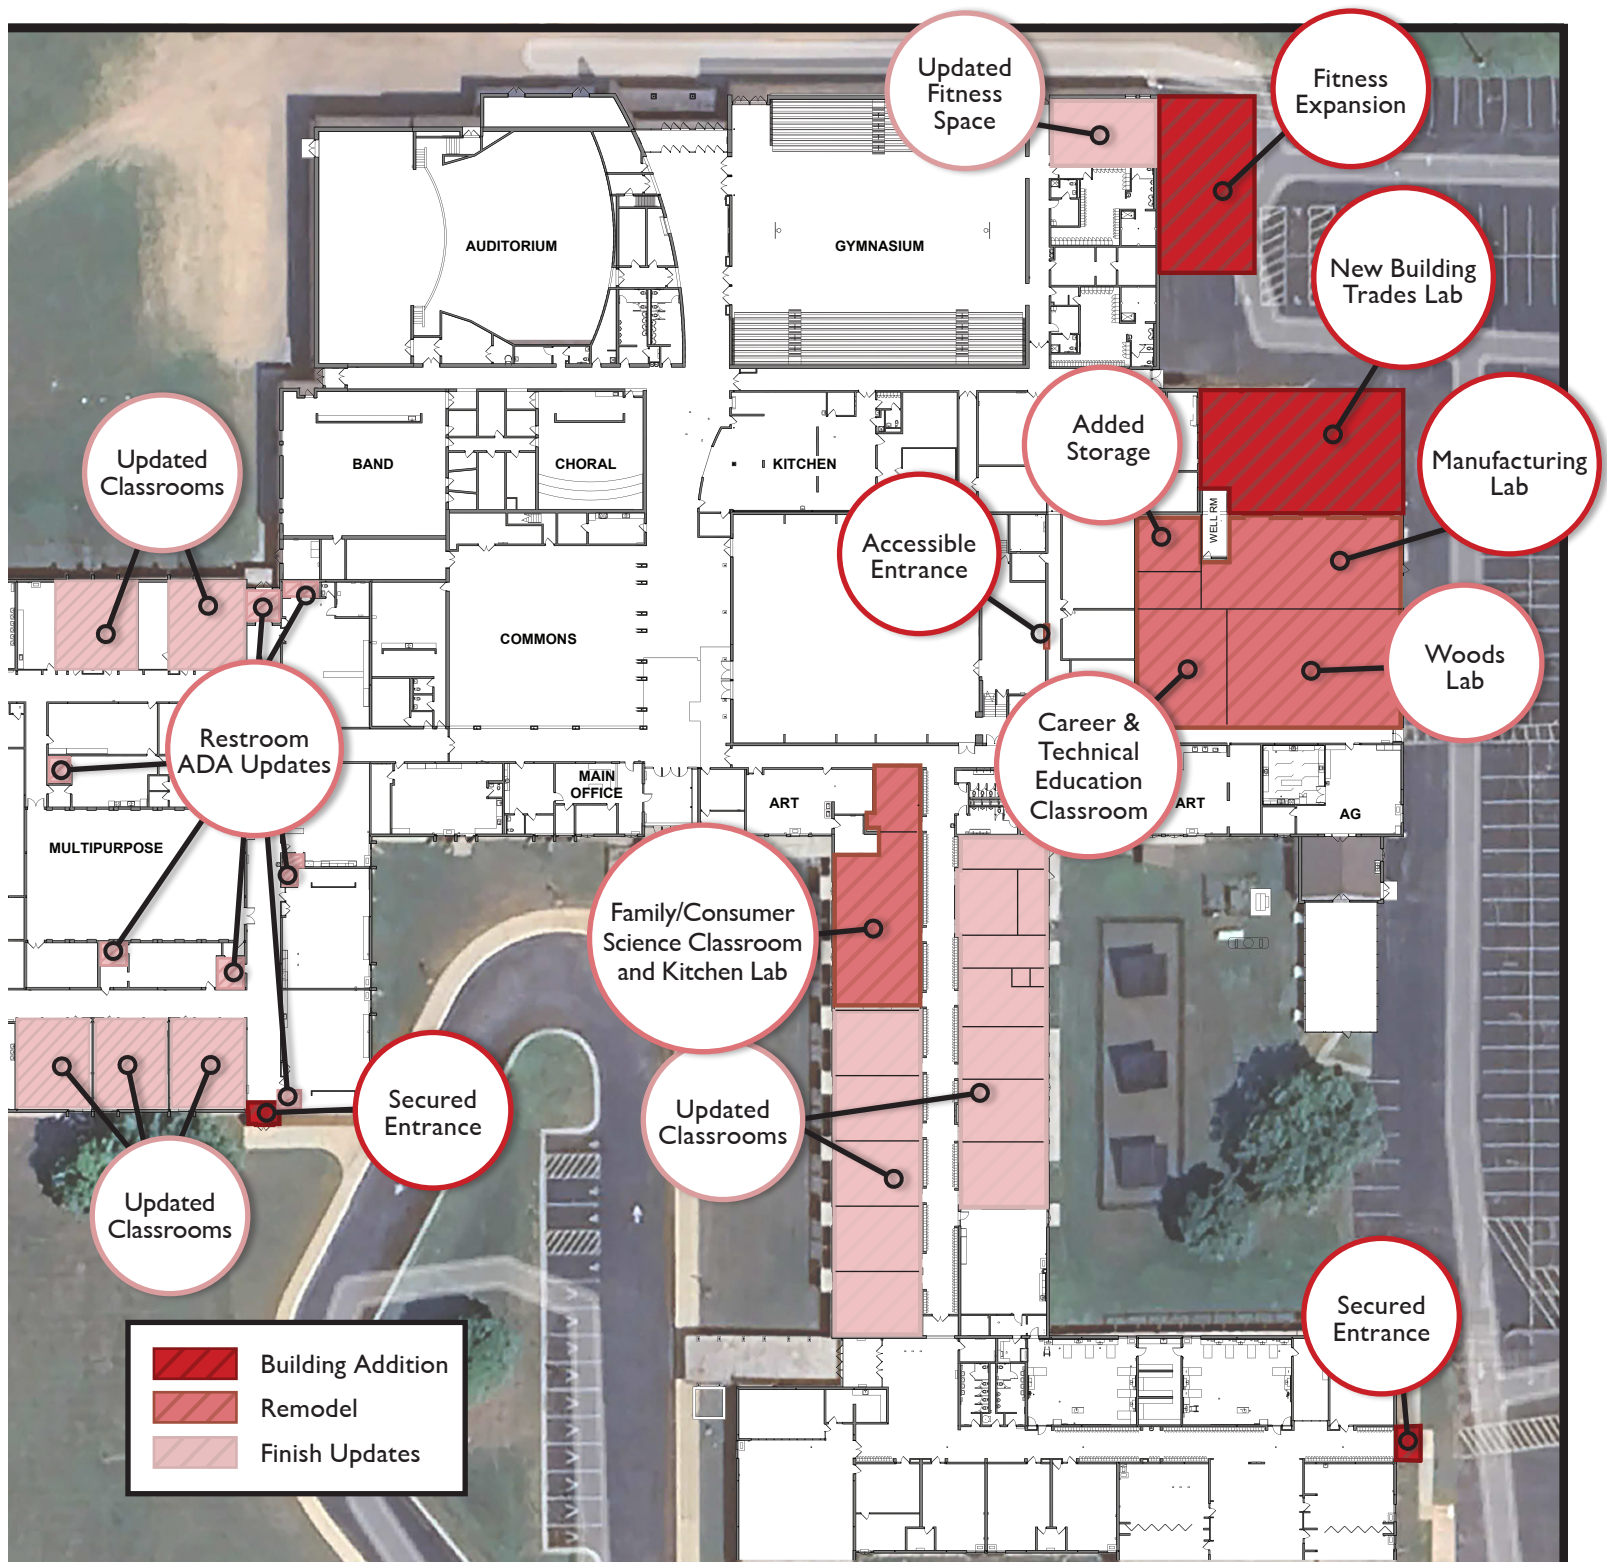 Updated
Fitness
Space
Fitness
Expansion
New Building
Trades Lab
AUDITORIUM
GYMNASIUM
Added
Storage
Manufacturing
Lab
Updated
Classrooms
BAND
CHORAL
KITCHEN
WELL RM
Accessible
Entrance
COMMONS
Woods
Lab
Restroom
ADA Updates
Career &
Technical
Education
Classroom
MAIN
OFFICE
ART
ART
AG
MULTIPURPOSE
Family/Consumer
Science Classroom
and Kitchen Lab
Secured
Entrance
Updated
Classrooms
Updated
Classrooms
Secured
Entrance
Building Addition
Remodel
Finish Updates